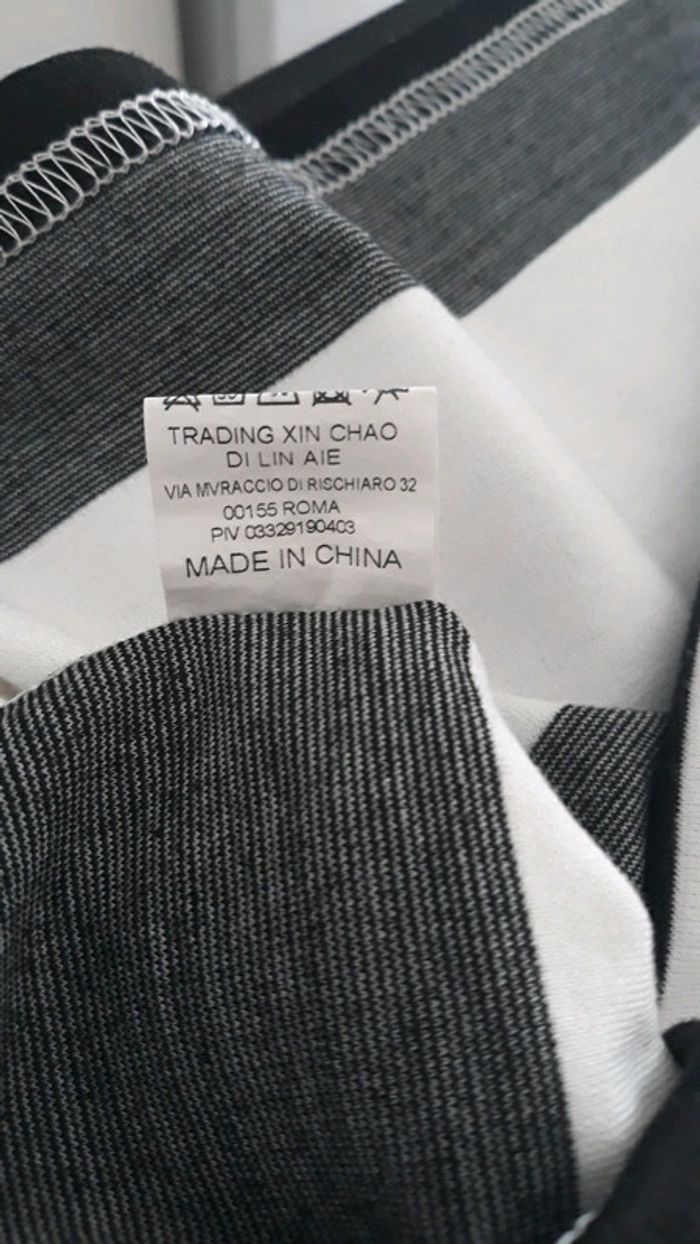 TRADING XIN CHAO
DI LIN AIE
VIA MVRACCIO DI RISCHIARO 32
00155 ROMA
PIV 03329190403
MADE IN CHINA